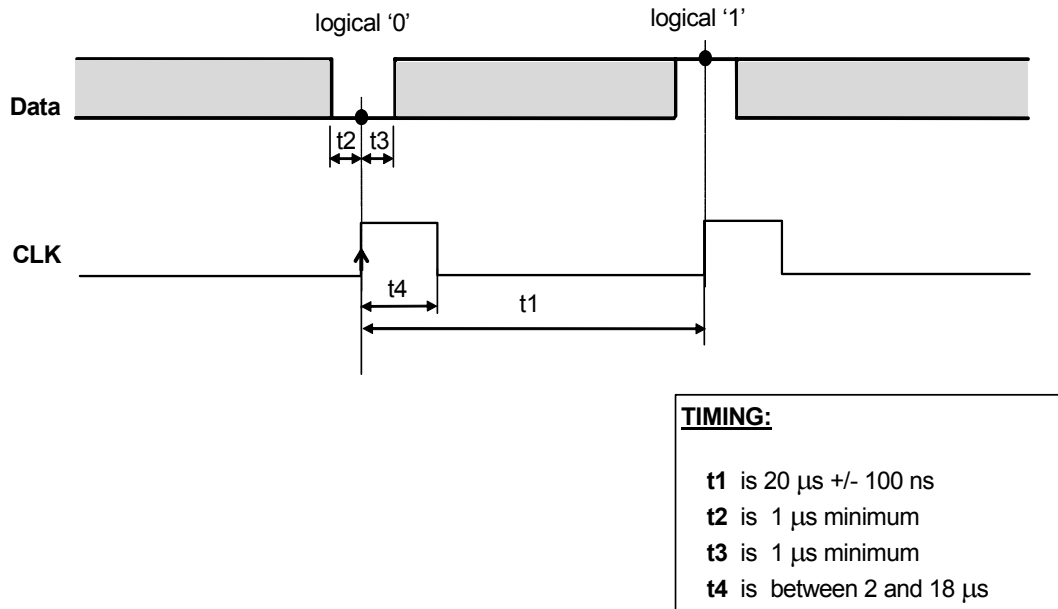 logical ‘0’
logical ‘1’
Data
t2
t3
CLK
t4
t1
TIMING:
t1 is 20 μs +/- 100 ns
t2 is 1 μs minimum
t3 is 1 μs minimum
t4 is between 2 and 18 μs